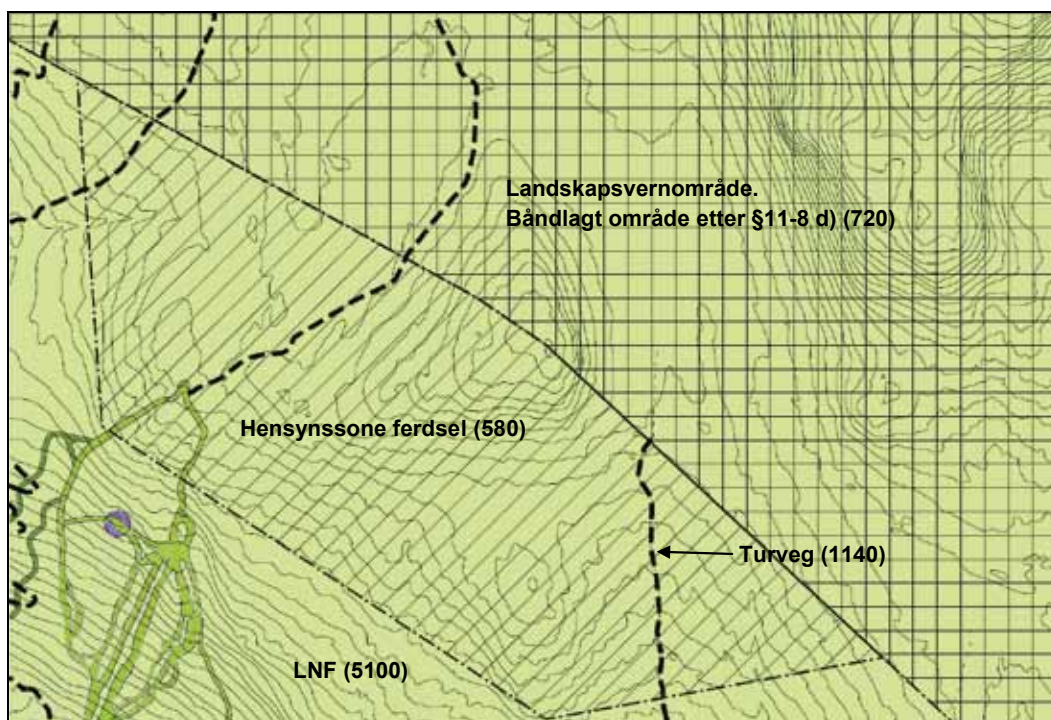 Landskapsvernområde.
Båndlagt område etter §11-8 d) (720)
Hensynssone ferdsel (580)
Turveg (1140)
LNF (5100)